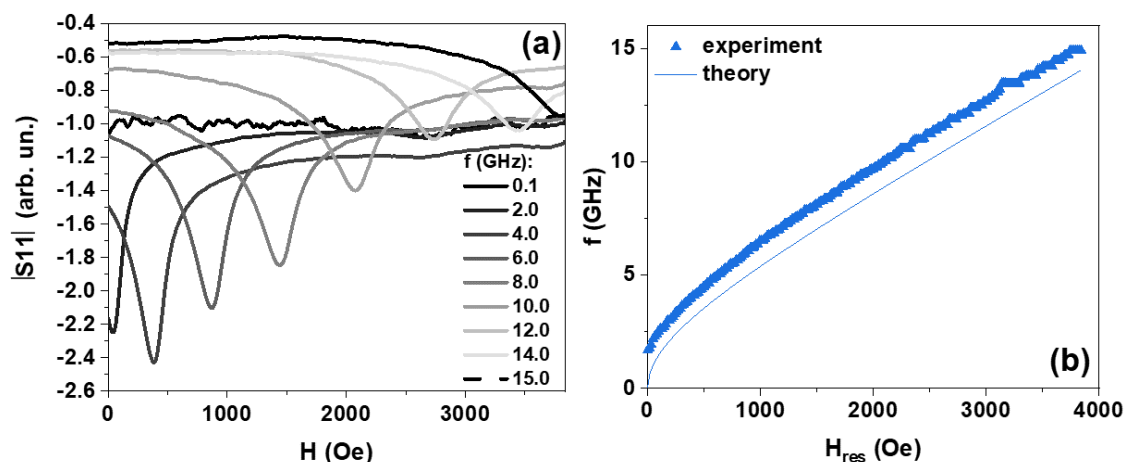 (a)
|S11| (arb. un.)
-0.4
-0.6
-0.8
-1.0
-1.2
-1.4
-1.6
-1.8
-2.0
-2.2
-2.4
-2.6
f (GHz):
0.1
2.0
4.0
6.0
8.0
10.0
12.0
14.0
15.0
0 1000 2000 3000
H (Oe)
experiment
theory
f (GHz)
15
10
5
0
(b)
0 1000 2000 3000 4000
H_res (Oe)